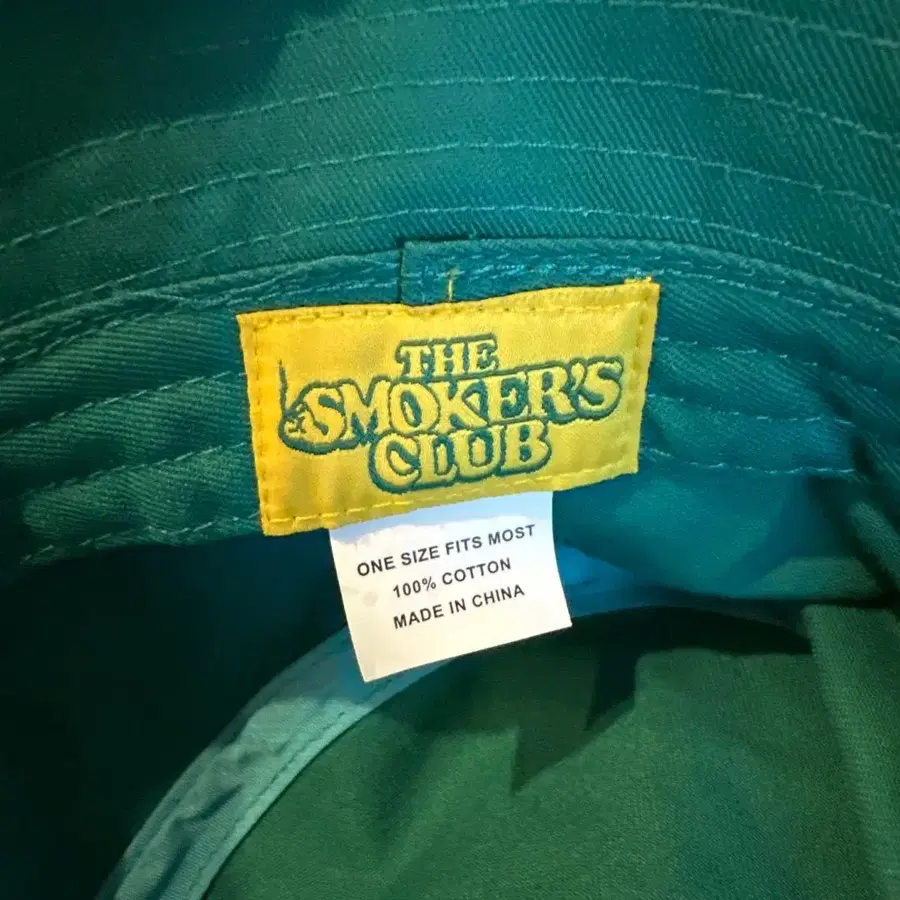 THE
SMOKER'S
CLUB
ONE SIZE FITS MOST
100% COTTON
MADE IN CHINA